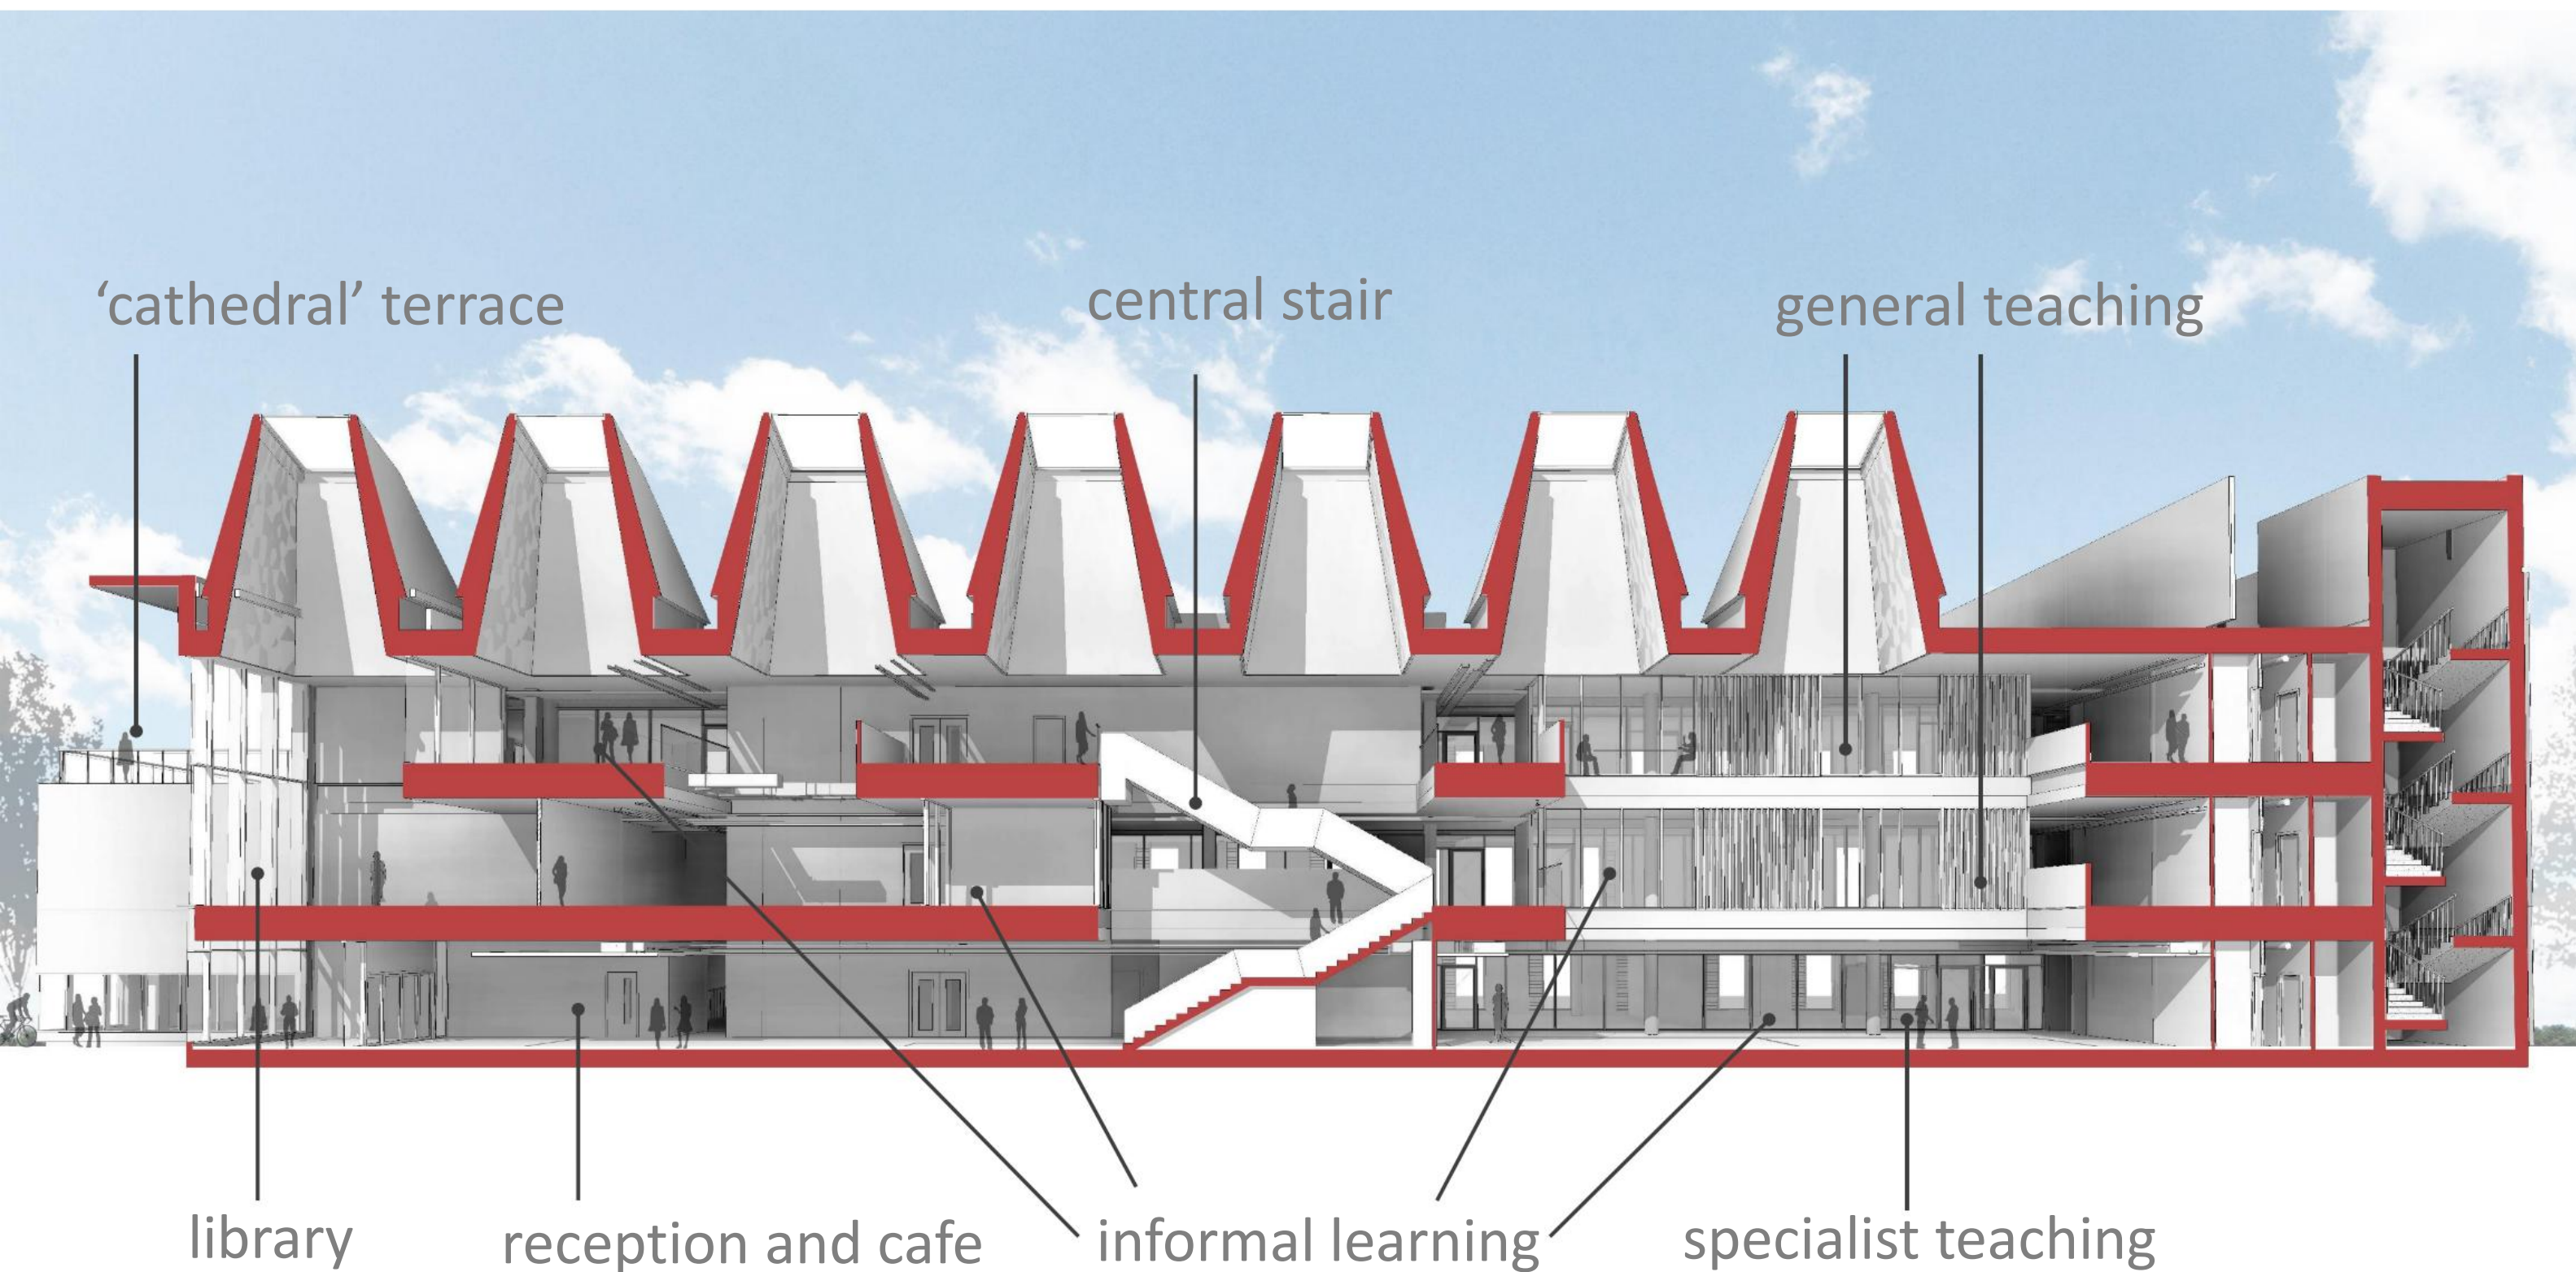 ‘cathedral’ terrace
central stair
general teaching
library
reception and cafe
informal learning
specialist teaching